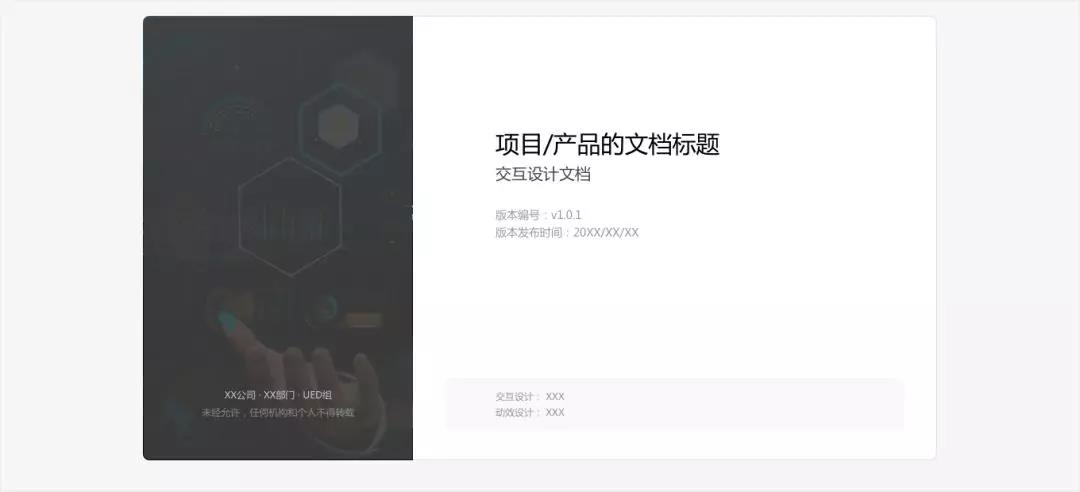 项目/产品的文档标题
交互设计文档
版本编号：v1.0.1
版本发布时间：20XX/XX/XX
XX公司 · XX部门 · UED组
未经允许，任何机构和个人不得转载
交互设计： XXX
动效设计： XXX